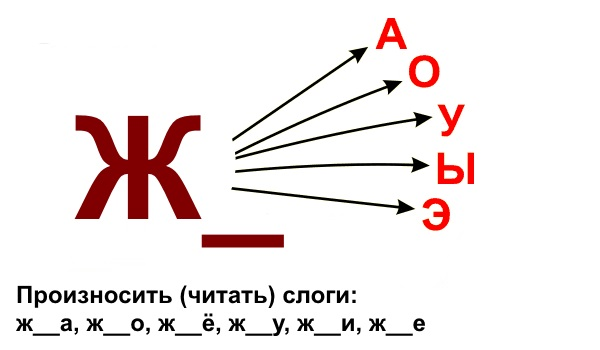 А
О
Ж_ У
Ы
Э
Произносить (читать) слоги:
ж__а, ж__о, ж__ё, ж__у, ж__и, ж__е